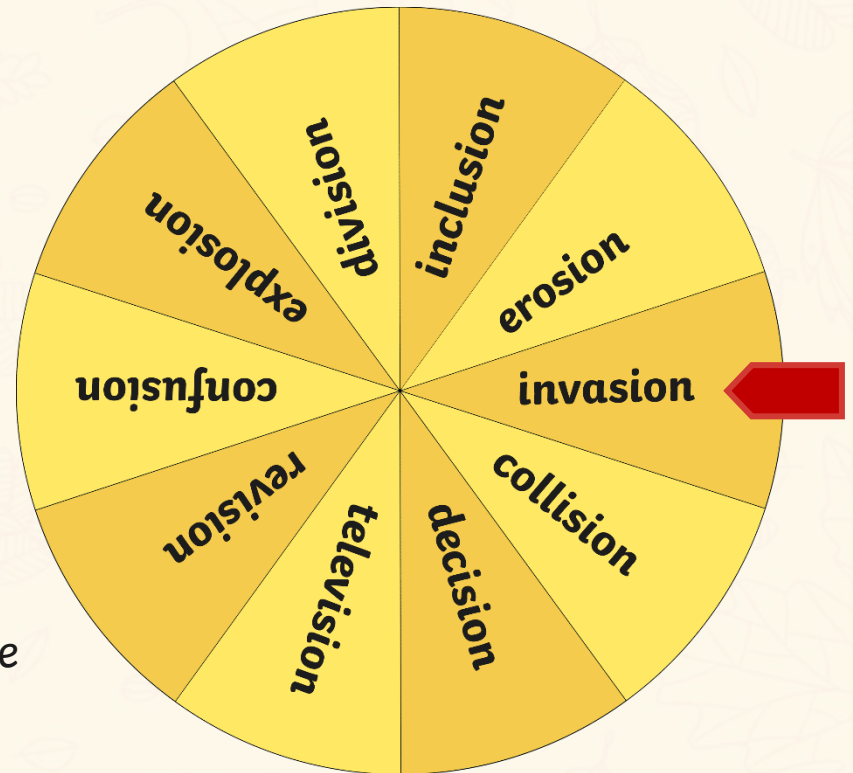 inclusion
erosion
invasion
collision
decision
television
revision
confusion
explosion
division
e